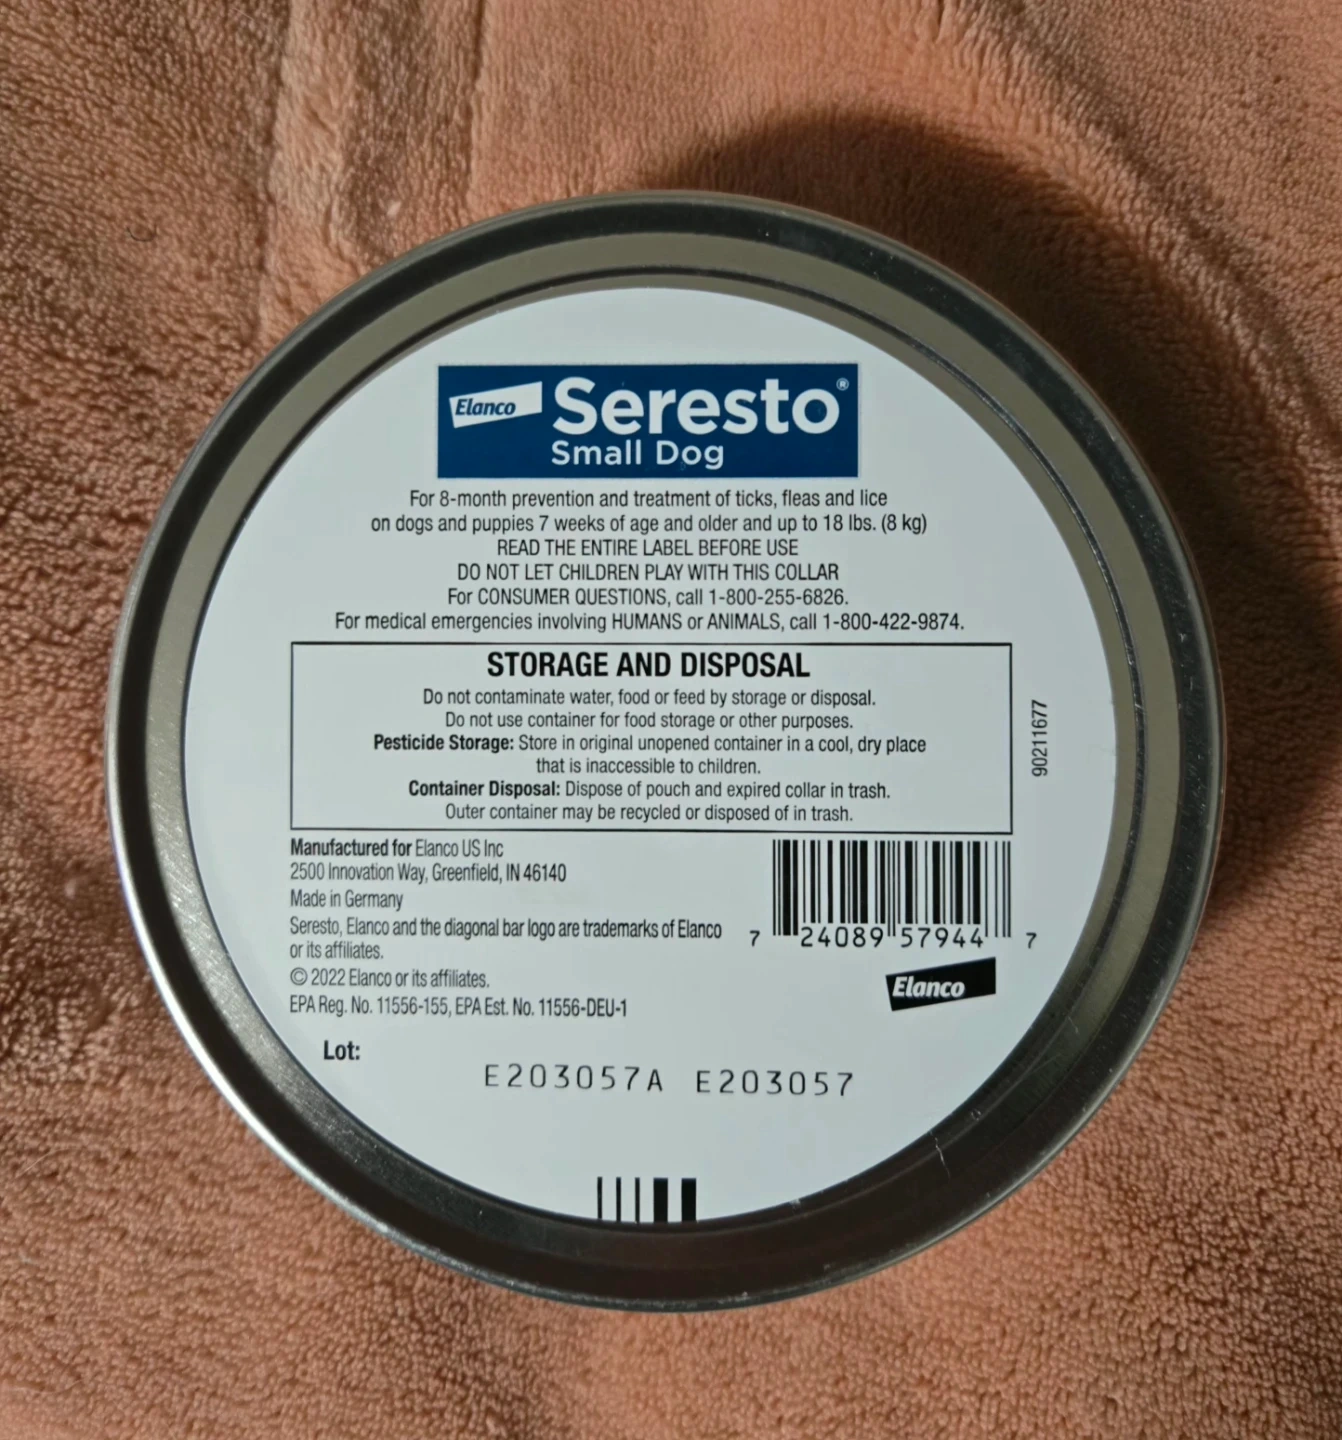 Elanco Seresto®
Small Dog
For 8-month prevention and treatment of ticks, fleas and lice
on dogs and puppies 7 weeks of age and older and up to 18 lbs. (8 kg)
READ THE ENTIRE LABEL BEFORE USE
DO NOT LET CHILDREN PLAY WITH THIS COLLAR
For CONSUMER QUESTIONS, call 1-800-255-6826.
For medical emergencies involving HUMANS or ANIMALS, call 1-800-422-9874.
STORAGE AND DISPOSAL
Do not contaminate water, food or feed by storage or disposal.
Do not use container for food storage or other purposes.
Pesticide Storage: Store in original unopened container in a cool, dry place
that is inaccessible to children.
Container Disposal: Dispose of pouch and expired collar in trash.
Outer container may be recycled or disposed of in trash.
90211677
Manufactured for Elanco US Inc
2500 Innovation Way, Greenfield, IN 46140
Made in Germany
Seresto, Elanco and the diagonal bar logo are trademarks of Elanco
or its affiliates.
© 2022 Elanco or its affiliates.
EPA Reg. No. 11556-155, EPA Est. No. 11556-DEU-1
7 24089 57944 7
Elanco
Lot:
E203057A E203057